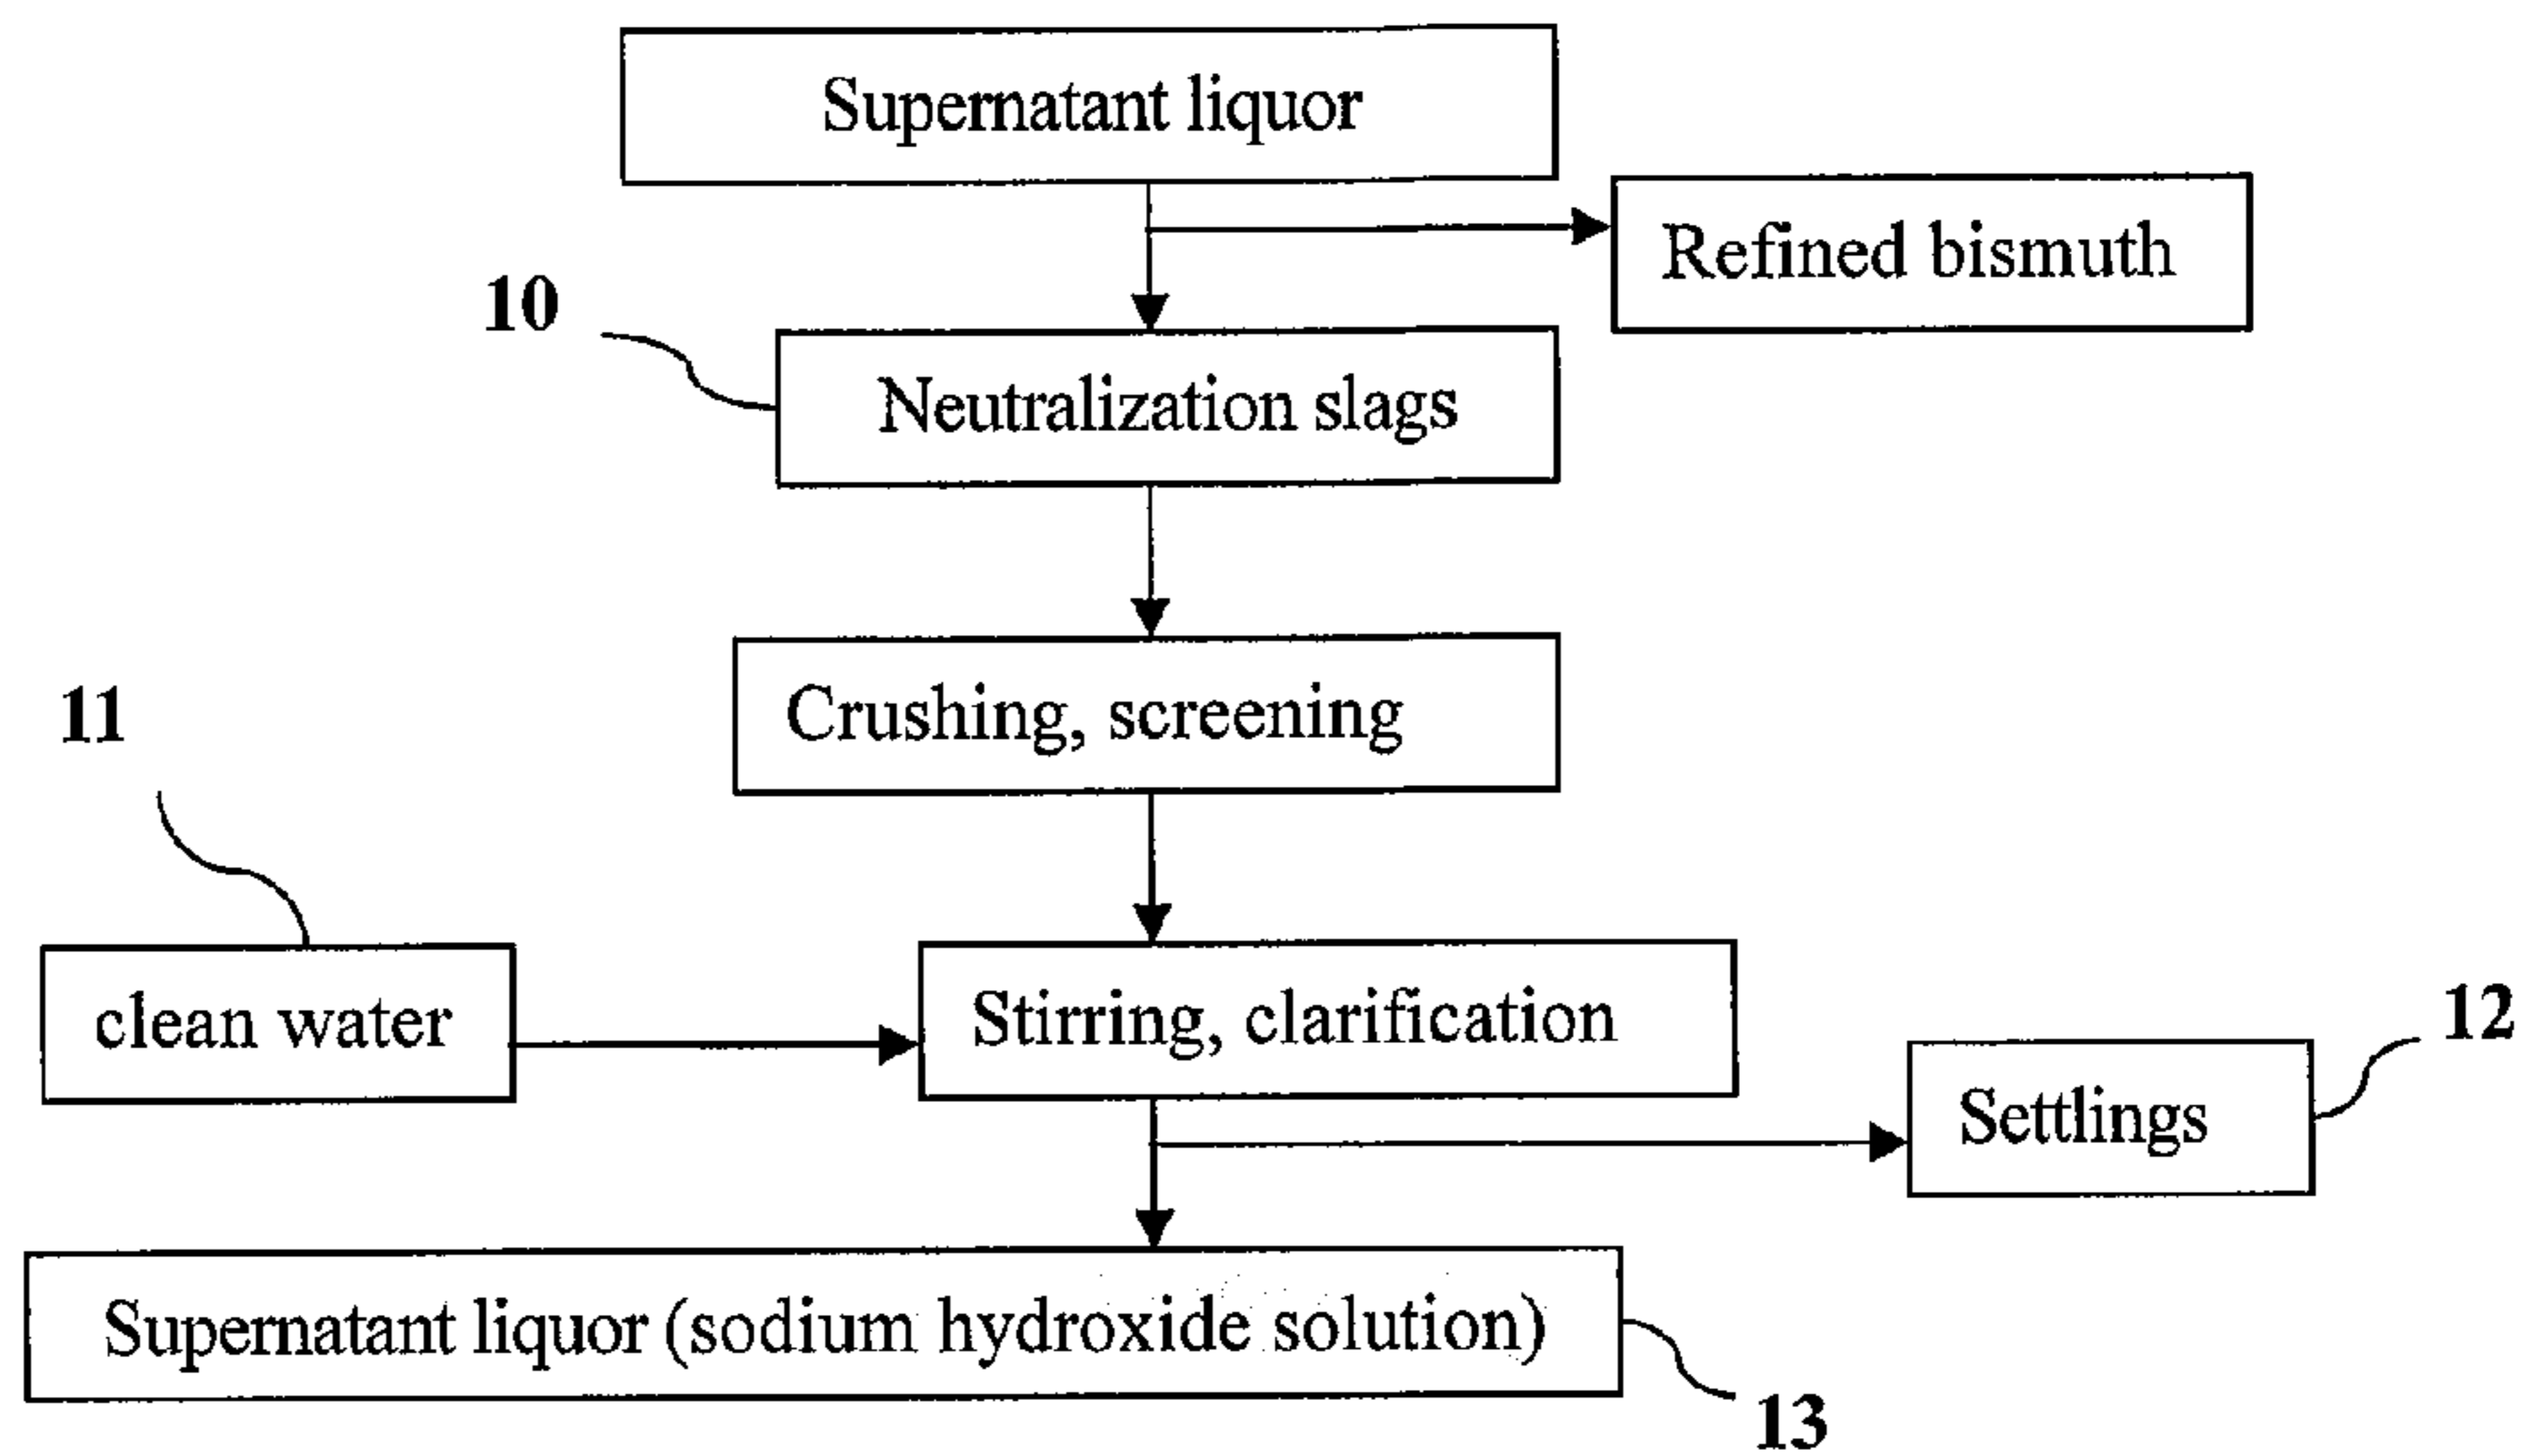 Supernatant liquor
Refined bismuth
10
Neutralization slags
11
Crushing, screening
clean water
Stirring, clarification
12
Settlings
Supernatant liquor (sodium hydroxide solution)
13